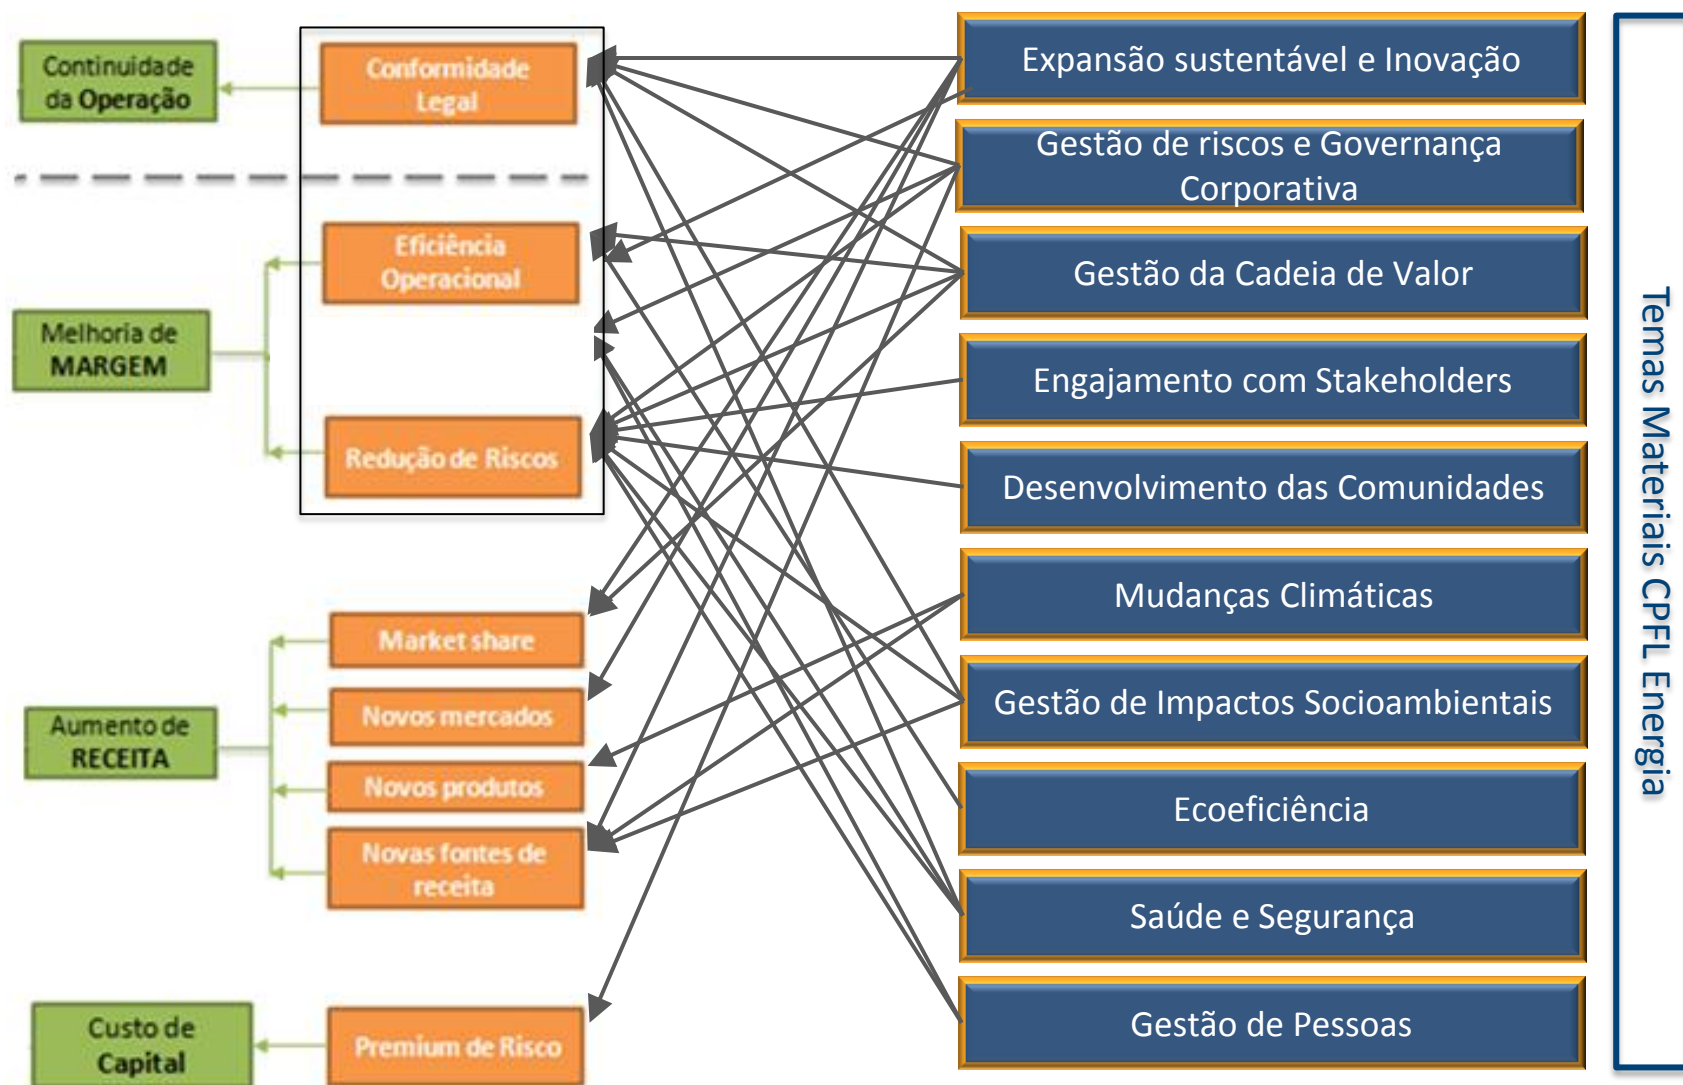 Continuidade
da Operação
Conformidade
Legal
Melhoria de
MARGEM
Eficiência
Operacional
Redução de Riscos
Aumento de
RECEITA
Market share
Novos mercados
Novos produtos
Novas fontes de
receita
Custo de
Capital
Premium de Risco
Expansão sustentável e Inovação
Gestão de riscos e Governança
Corporativa
Gestão da Cadeia de Valor
Engajamento com Stakeholders
Desenvolvimento das Comunidades
Mudanças Climáticas
Gestão de Impactos Socioambientais
Ecoeficiência
Saúde e Segurança
Gestão de Pessoas
Temas Materiais CPFL Energia